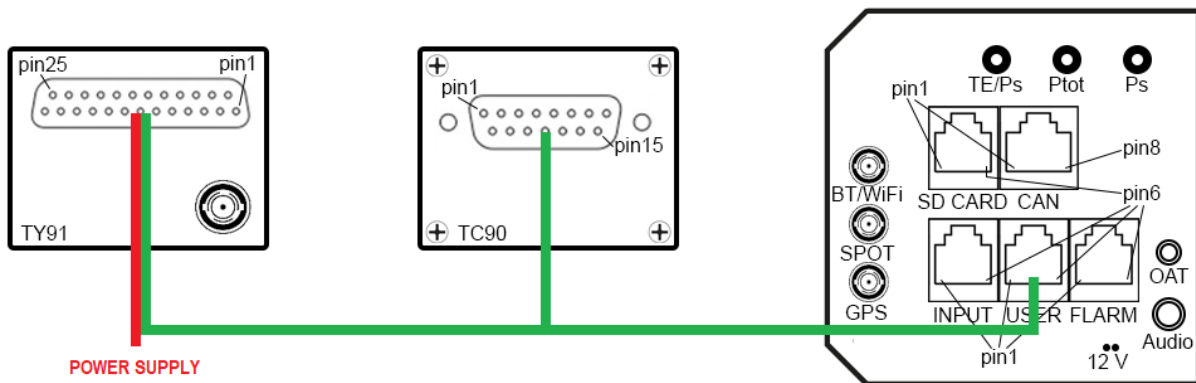 pin25
pin1
TY91
POWER SUPPLY
pin1
pin15
TC90
TE/Ps
Ptot
Ps
pin1
pin8
BT/WiFi
SD CARD
CAN
pin6
SPOT
OAT
GPS
INPUT
USER
FLARM
pin1
12 V
Audio